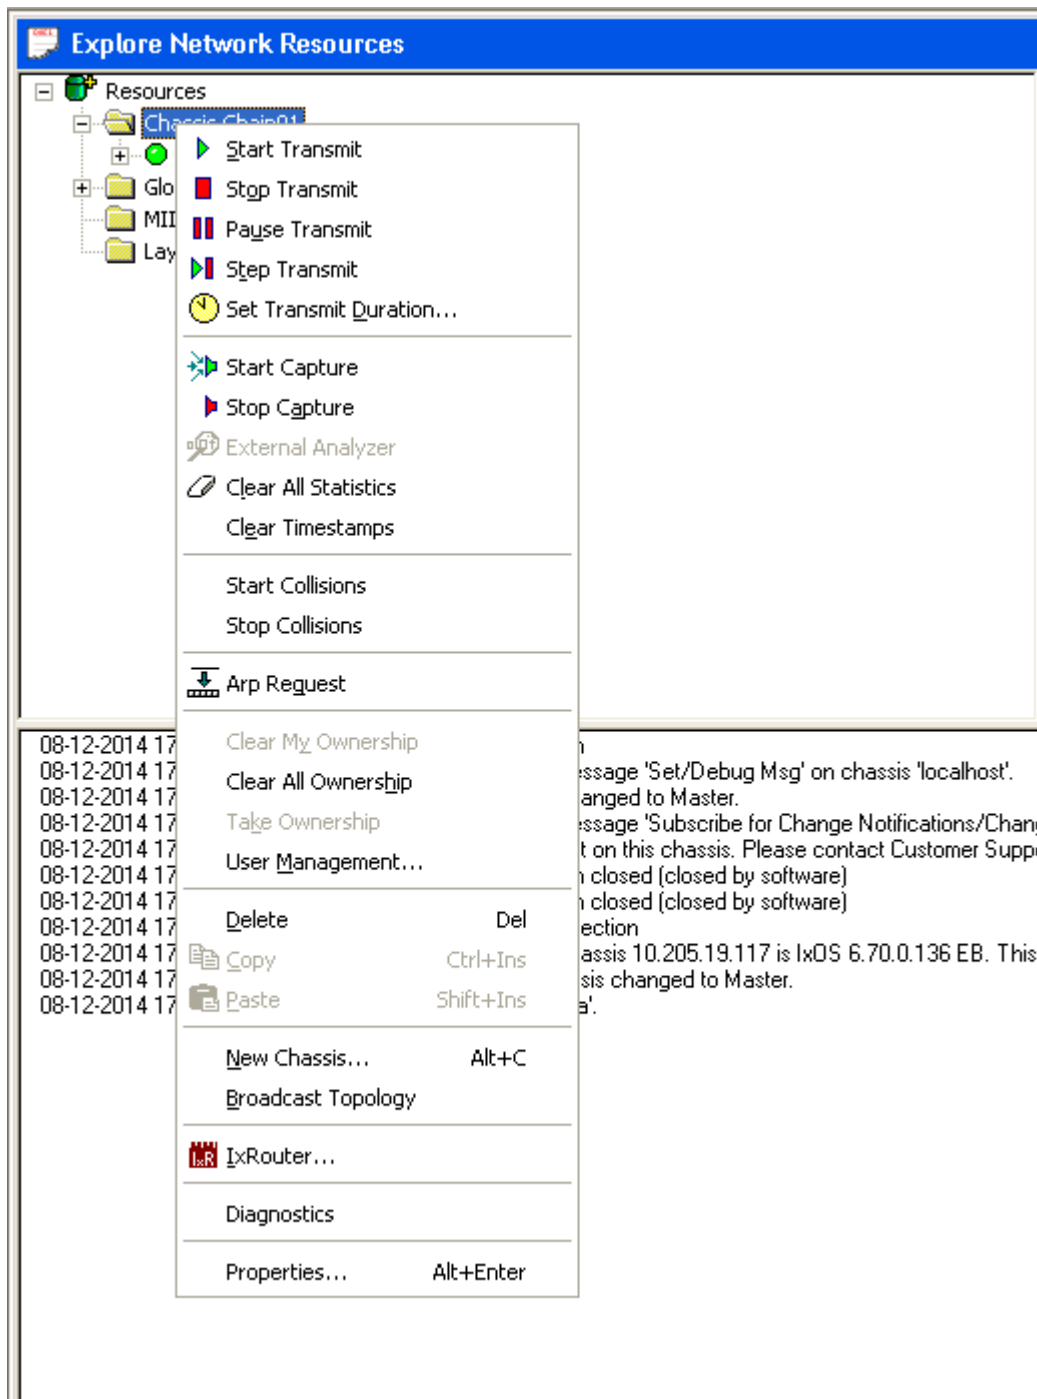 Explore Network Resources
Resources
Chassis Chain01
Glo
MII
Lay
Start Transmit
Stop Transmit
Pause Transmit
Step Transmit
Set Transmit Duration...
Start Capture
Stop Capture
External Analyzer
Clear All Statistics
Clear Timestamps
Start Collisions
Stop Collisions
Arp Request
Clear My Ownership
Clear All Ownership
Take Ownership
User Management...
Delete Del
Copy Ctrl+Ins
Paste Shift+Ins
New Chassis... Alt+C
Broadcast Topology
IxR IxRouter...
Diagnostics
Properties... Alt+Enter
08-12-2014 17 n
08-12-2014 17 essage 'Set/Debug Msg' on chassis 'localhost'.
08-12-2014 17 anged to Master.
08-12-2014 17 essage 'Subscribe for Change Notifications/Chan
08-12-2014 17 t on this chassis. Please contact Customer Supp
08-12-2014 17 n closed (closed by software)
08-12-2014 17 n closed (closed by software)
08-12-2014 17 ection
08-12-2014 17 assis 10.205.19.117 is IxOS 6.70.0.136 EB. This
08-12-2014 17 sis changed to Master.
08-12-2014 17 a'.